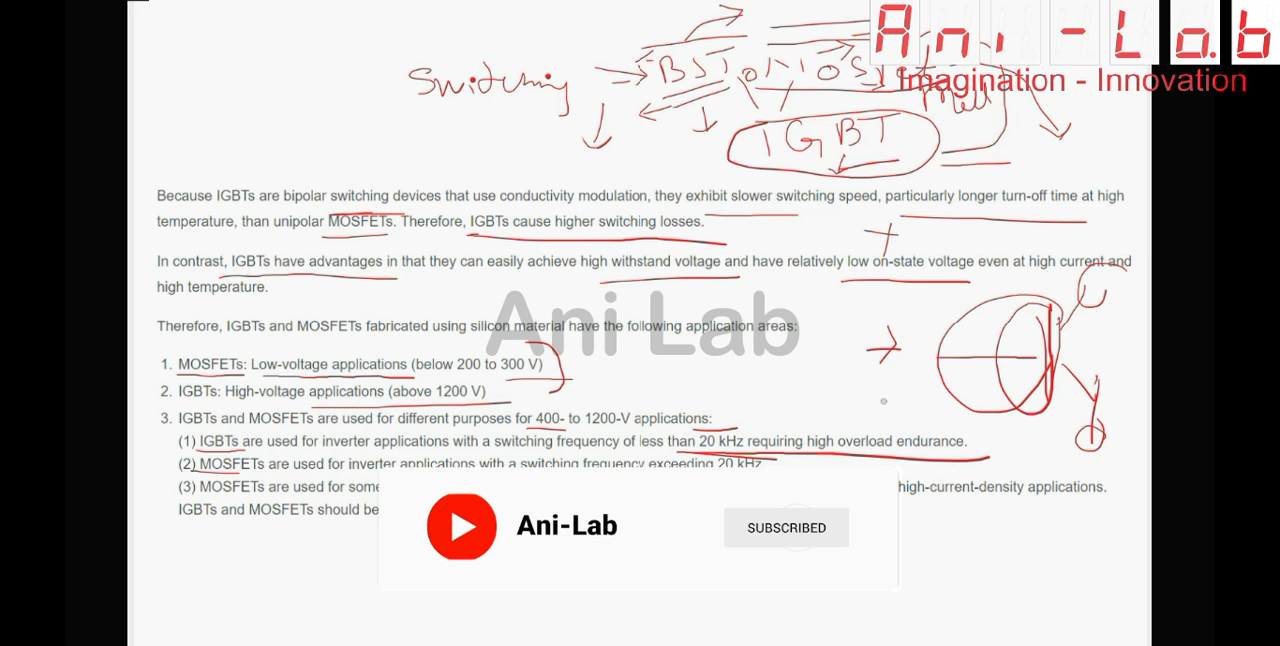 Ani-Lab
Imagination - Innovation
Switching
BJT or MOS
IGBT
Because IGBTs are bipolar switching devices that use conductivity modulation, they exhibit slower switching speed, particularly longer turn-off time at high
temperature, than unipolar MOSFETs. Therefore, IGBTs cause higher switching losses.
In contrast, IGBTs have advantages in that they can easily achieve high withstand voltage and have relatively low on-state voltage even at high current and
high temperature.
Ani Lab
Therefore, IGBTs and MOSFETs fabricated using silicon material have the following application areas:
1. MOSFETs: Low-voltage applications (below 200 to 300 V)
2. IGBTs: High-voltage applications (above 1200 V)
3. IGBTs and MOSFETs are used for different purposes for 400- to 1200-V applications:
(1) IGBTs are used for inverter applications with a switching frequency of less than 20 kHz requiring high overload endurance.
(2) MOSFETs are used for inverter applications with a switching frequency exceeding 20 kHz
(3) MOSFETs are used for some high-current-density applications.
IGBTs and MOSFETs should be
Ani-Lab
SUBSCRIBED